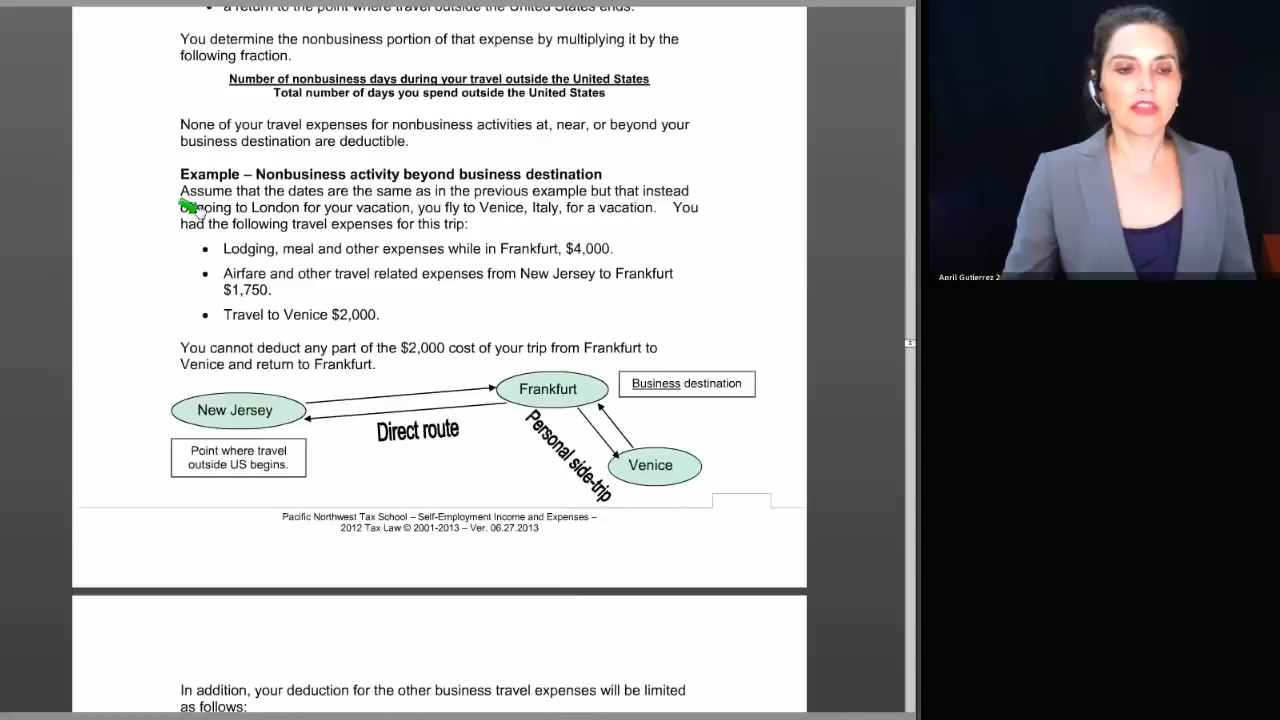 a return to the point where travel outside the United States ends.
You determine the nonbusiness portion of that expense by multiplying it by the
following fraction.
Number of nonbusiness days during your travel outside the United States
Total number of days you spend outside the United States
None of your travel expenses for nonbusiness activities at, near, or beyond your
business destination are deductible.
Example – Nonbusiness activity beyond business destination
Assume that the dates are the same as in the previous example but that instead
of going to London for your vacation, you fly to Venice, Italy, for a vacation. You
had the following travel expenses for this trip:
• Lodging, meal and other expenses while in Frankfurt, $4,000.
• Airfare and other travel related expenses from New Jersey to Frankfurt
$1,750.
• Travel to Venice $2,000.
You cannot deduct any part of the $2,000 cost of your trip from Frankfurt to
Venice and return to Frankfurt.
Frankfurt
Business destination
New Jersey
Direct route
Personal side-trip
Point where travel
outside US begins.
Venice
Pacific Northwest Tax School – Self-Employment Income and Expenses –
2012 Tax Law © 2001-2013 – Ver. 06.27.2013
In addition, your deduction for the other business travel expenses will be limited
as follows:
April Gutierrez 2